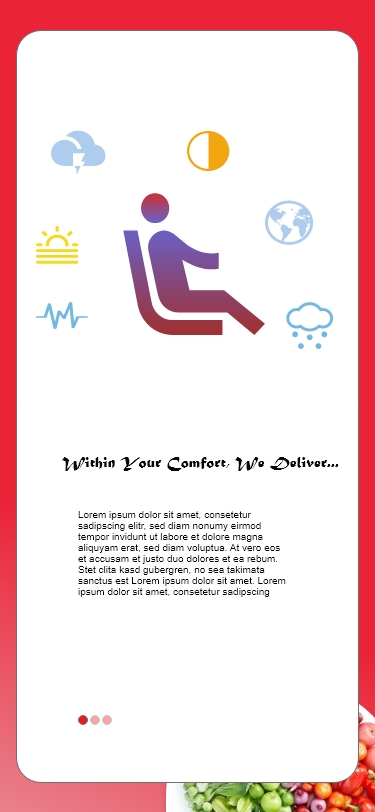 Within Your Comfort, We Deliver...
Lorem ipsum dolor sit amet, consetetur
sadipscing elitr, sed diam nonumy eirmod
tempor invidunt ut labore et dolore magna
aliquyam erat, sed diam voluptua. At vero eos
et accusam et justo duo dolores et ea rebum.
Stet clita kasd gubergren, no sea takimata
sanctus est Lorem ipsum dolor sit amet. Lorem
ipsum dolor sit amet, consetetur sadipscing